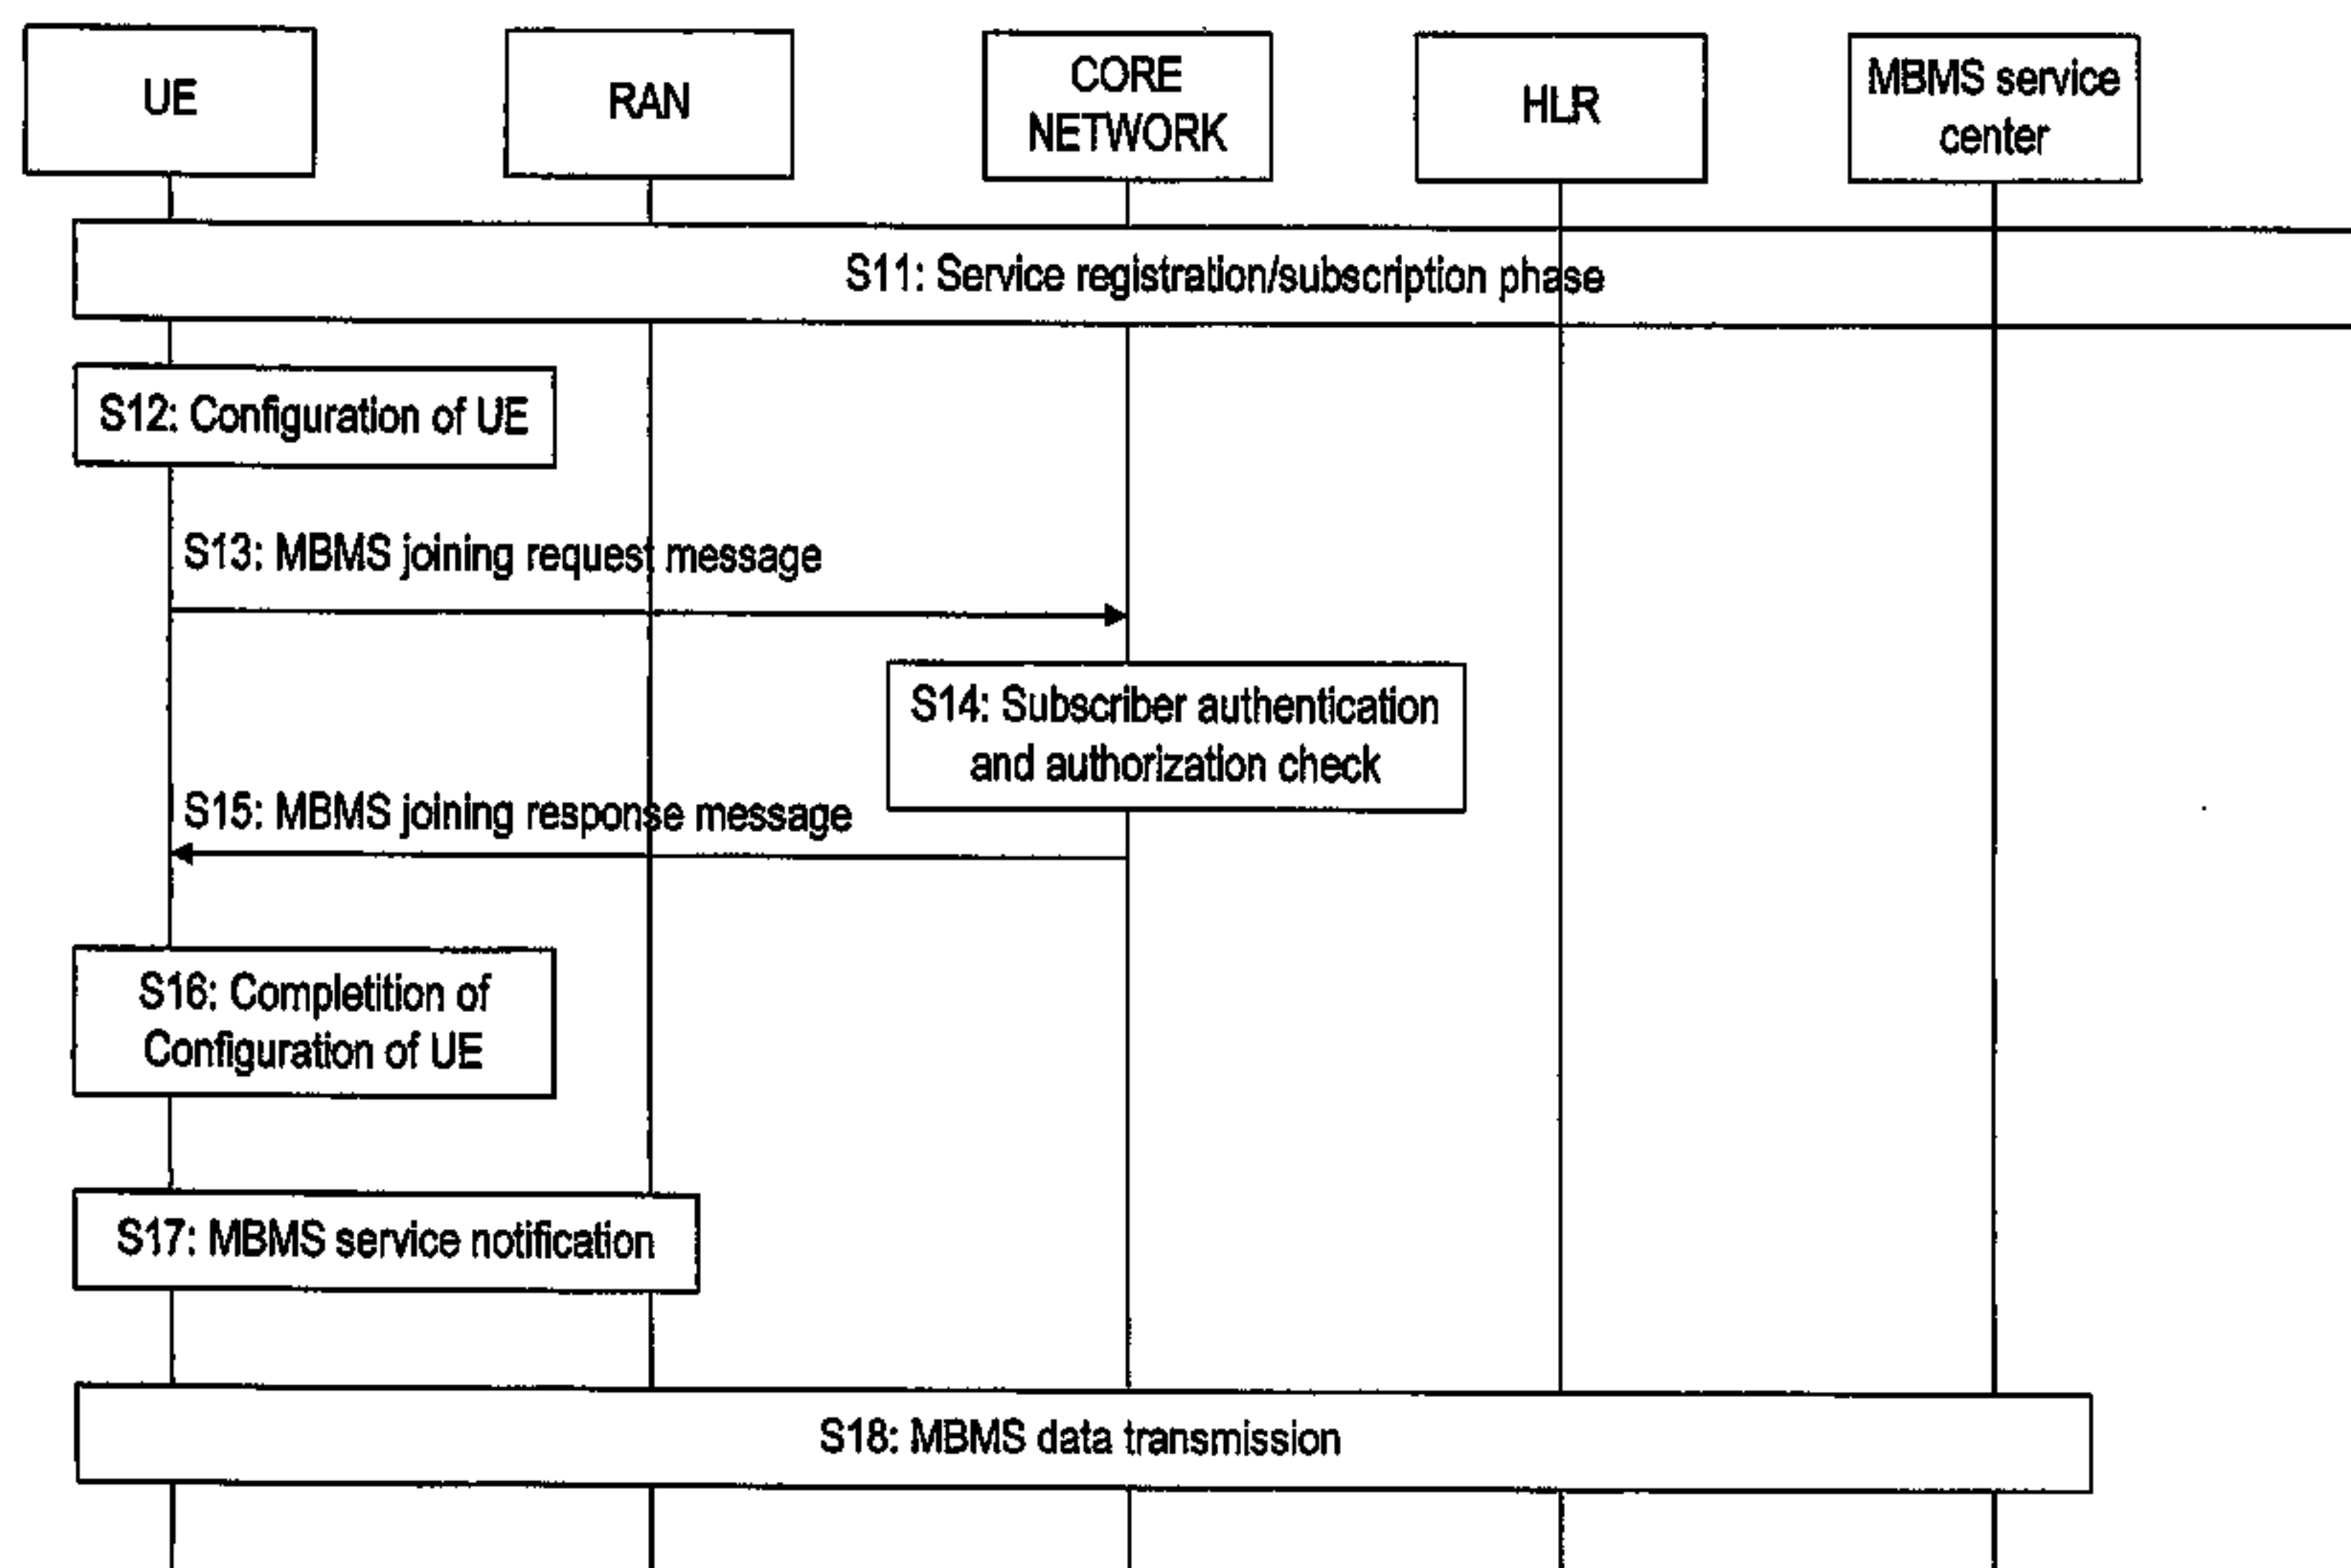 UE
RAN
CORE
NETWORK
HLR
MBMS service
center
S11: Service registration/subscription phase
S12: Configuration of UE
S13: MBMS joining request message
S14: Subscriber authentication
and authorization check
S15: MBMS joining response message
S16: Completition of
Configuration of UE
S17: MBMS service notification
S18: MBMS data transmission